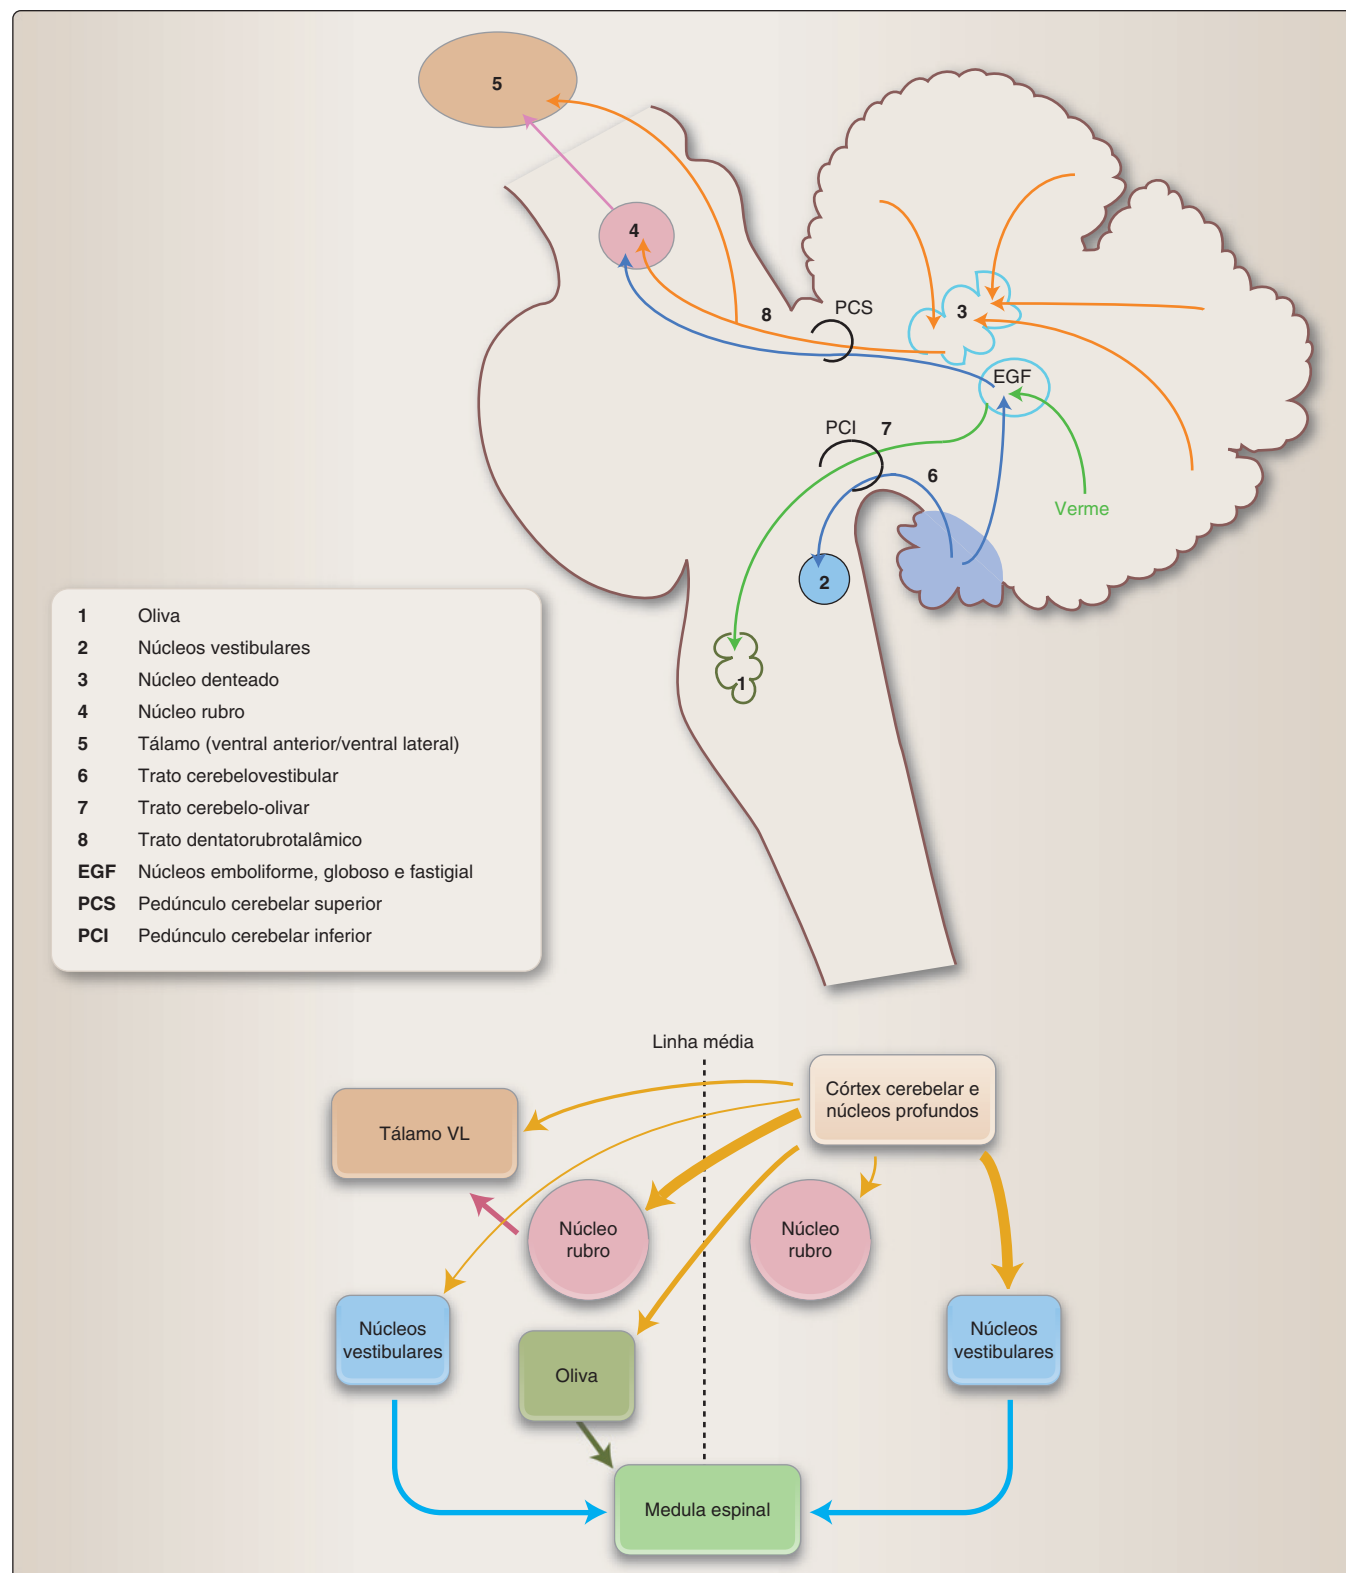 5
4
8
PCS
3
EGF
PCI
7
6
Verme
2
1
1 Oliva
2 Núcleos vestibulares
3 Núcleo denteado
4 Núcleo rubro
5 Tálamo (ventral anterior/ventral lateral)
6 Trato cerebelovestibular
7 Trato cerebelo-olivar
8 Trato dentatorubrotalâmico
EGF Núcleos emboliforme, globoso e fastigial
PCS Pedúnculo cerebelar superior
PCI Pedúnculo cerebelar inferior
Linha média
Córtex cerebelar e
núcleos profundos
Tálamo VL
Núcleo
rubro
Núcleo
rubro
Núcleos
vestibulares
Núcleos
vestibulares
Oliva
Medula espinal